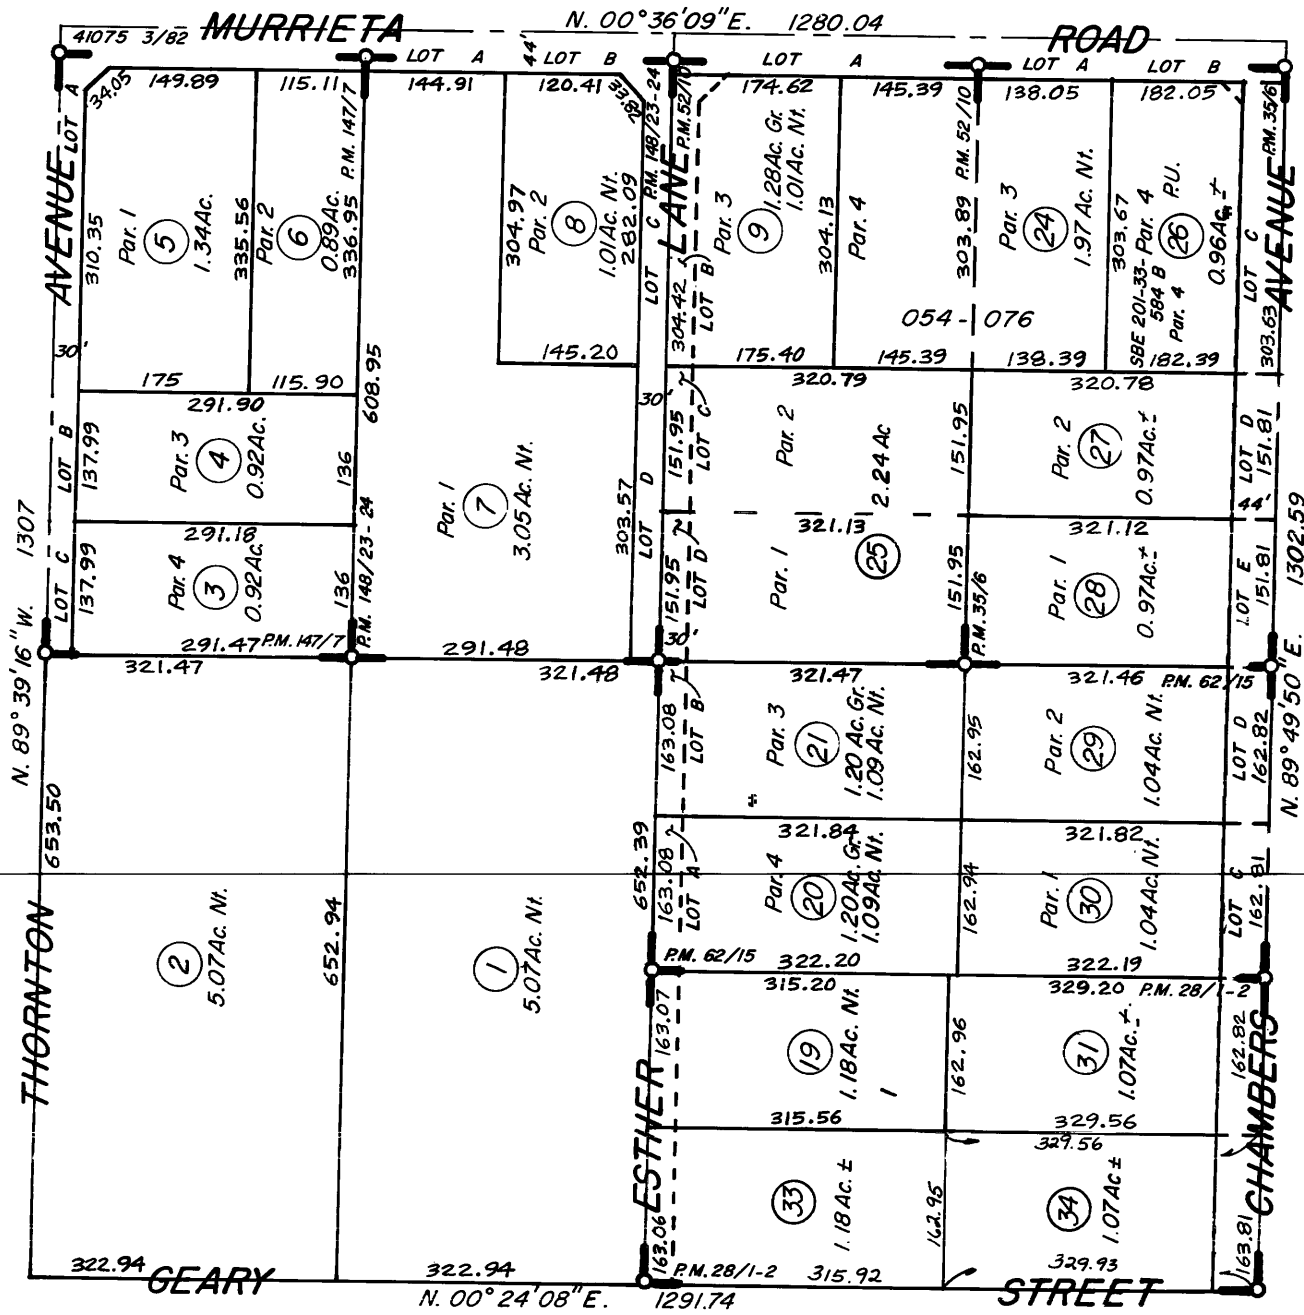 N. 00°36'09"E. 1280.04
41075 3/82 MURRIETA ROAD
LOT A 44' LOT B LOT A LOT A LOT B
34.05 149.89 115.11 144.91 120.41 174.62 145.39 138.05 182.05
AVENUE
LOT A
30'
310.35
Par. 1
5
1.34Ac.
335.56
Par. 2
6
0.89Ac.
336.95 P.M. 147/7
608.95
304.97
Par. 2
8
1.01Ac. Nt.
282.09
LOT C P.M. 148/23-24
P.M. 52/10
LANE
304.42
LOT B
Par. 3
9
1.28Ac. Gr.
1.01Ac. Nt.
304.13
Par. 4
303.89 P.M. 52/10
Par. 3
24
1.97 Ac. Nt.
303.67
SBE 201-33-Par. 4
584 B
Par. 4
26
P.U.
0.96Ac.±
LOT C
303.63
AVENUE
P.M. 35/6
054-076
175 115.90 145.20 175.40 145.39 138.39 182.39
291.90 320.79 320.78
LOT B
137.99
Par. 3
4
0.92Ac.
136
Par. 1
7
3.05Ac. Nt.
30'
303.57
LOT D
151.95
LOT C
Par. 2
2.24 Ac
151.95
Par. 2
27
0.97Ac.±
LOT D
151.81
44'
291.18 321.13 321.12
LOT C
137.99
Par. 4
3
0.92Ac.
136
P.M. 148/23-24
151.95
LOT D
30'
Par. 1
25
151.95
P.M. 35/6
Par. 1
28
0.97Ac.±
LOT E
151.81
N. 89°39'16"W. 1307
N. 89°49'50"E. 1302.59
291.47 P.M. 147/7 291.48
321.47 321.48 321.47 321.46 P.M. 62/15
163.08
LOT B
Par. 3
21
1.20 Ac. Gr.
1.09 Ac. Nt.
162.95
Par. 2
29
1.04Ac. Nt.
LOT D
162.82
653.50
652.39
321.84 321.82
163.08
LOT A
Par. 4
20
1.20Ac. Gr.
1.09Ac. Nt.
162.94
Par. 1
30
1.04Ac. Nt.
LOT C
162.81
THORNTON
2
5.07Ac. Nt.
652.94
1
5.07Ac. Nt.
P.M. 62/15 322.20 322.19
315.20 329.20 P.M. 28/1-2
163.07
19
1.18Ac. Nt.
162.96
31
1.07Ac.±
162.82
315.56 329.56
329.56
ESTHER
CHAMBERS
163.06
33
1.18 Ac. ±
162.95
34
1.07Ac ±
163.81
322.94 322.94 P.M. 28/1-2 315.92 329.93
GEARY STREET
N. 00°24'08"E. 1291.74